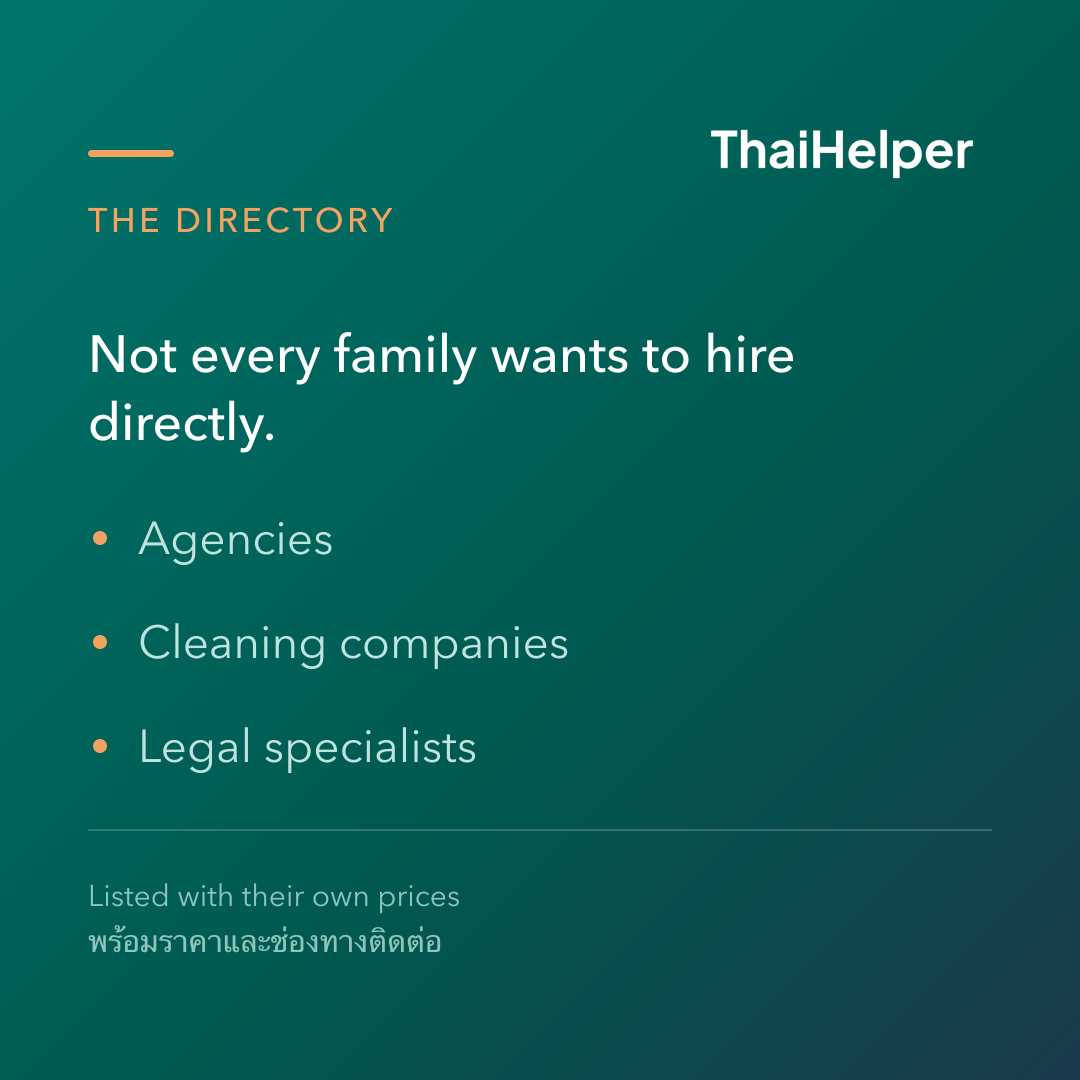 ThaiHelper
THE DIRECTORY
Not every family wants to hire
directly.
• Agencies
• Cleaning companies
• Legal specialists
Listed with their own prices
พร้อมราคาและช่องทางติดต่อ